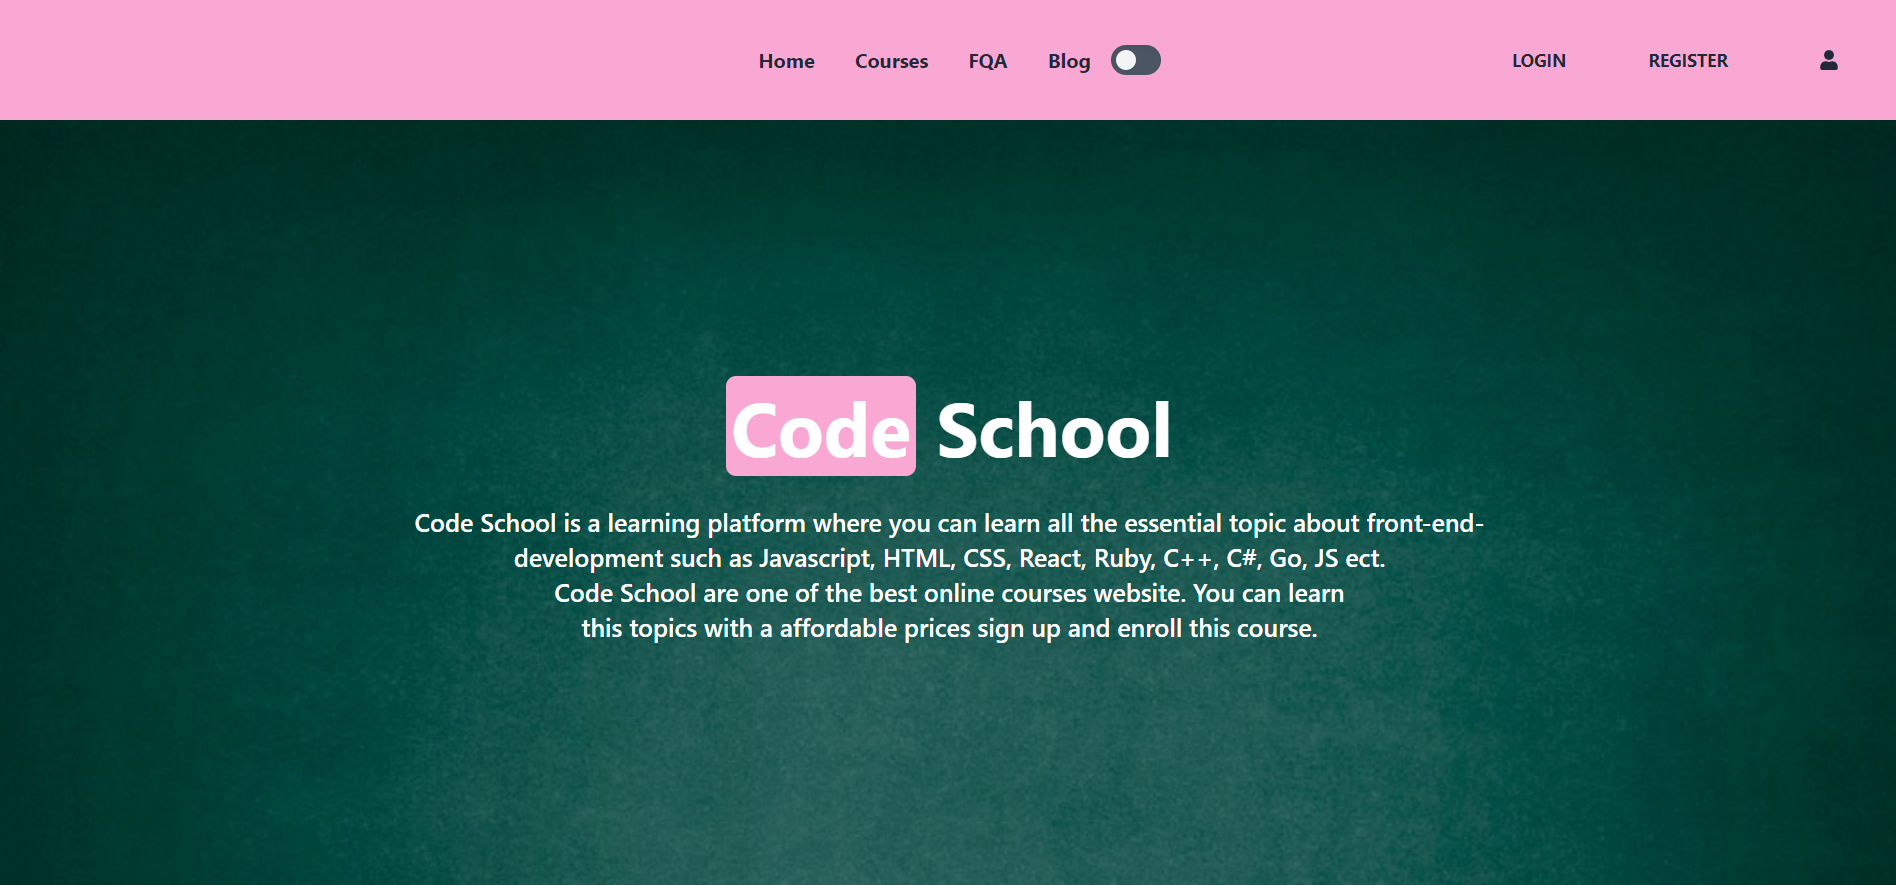 Home Courses FQA Blog LOGIN REGISTER
Code School
Code School is a learning platform where you can learn all the essential topic about front-end-
development such as Javascript, HTML, CSS, React, Ruby, C++, C#, Go, JS ect.
Code School are one of the best online courses website. You can learn
this topics with a affordable prices sign up and enroll this course.